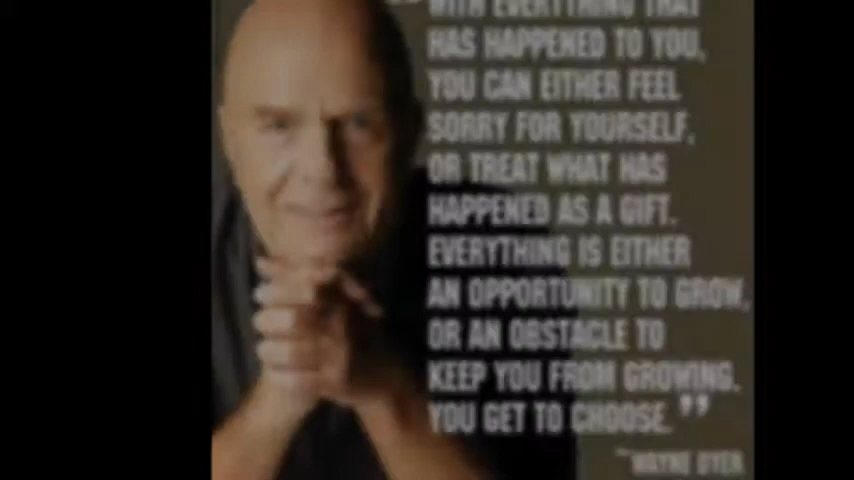 “WITH EVERYTHING THAT
HAS HAPPENED TO YOU,
YOU CAN EITHER FEEL
SORRY FOR YOURSELF,
OR TREAT WHAT HAS
HAPPENED AS A GIFT.
EVERYTHING IS EITHER
AN OPPORTUNITY TO GROW,
OR AN OBSTACLE TO
KEEP YOU FROM GROWING.
YOU GET TO CHOOSE.”
~WAYNE DYER